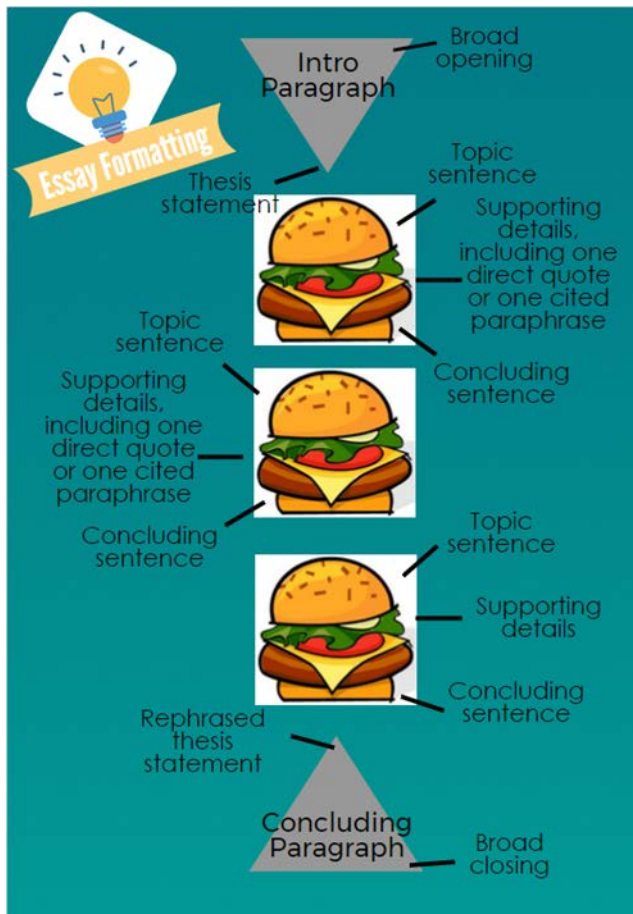 Essay Formatting
Intro
Paragraph
Broad
opening
Thesis
statement
Topic
sentence
Supporting
details,
including one
direct quote
or one cited
paraphrase
Concluding
sentence
Topic
sentence
Supporting
details,
including one
direct quote
or one cited
paraphrase
Concluding
sentence
Topic
sentence
Supporting
details
Concluding
sentence
Rephrased
thesis
statement
Concluding
Paragraph
Broad
closing